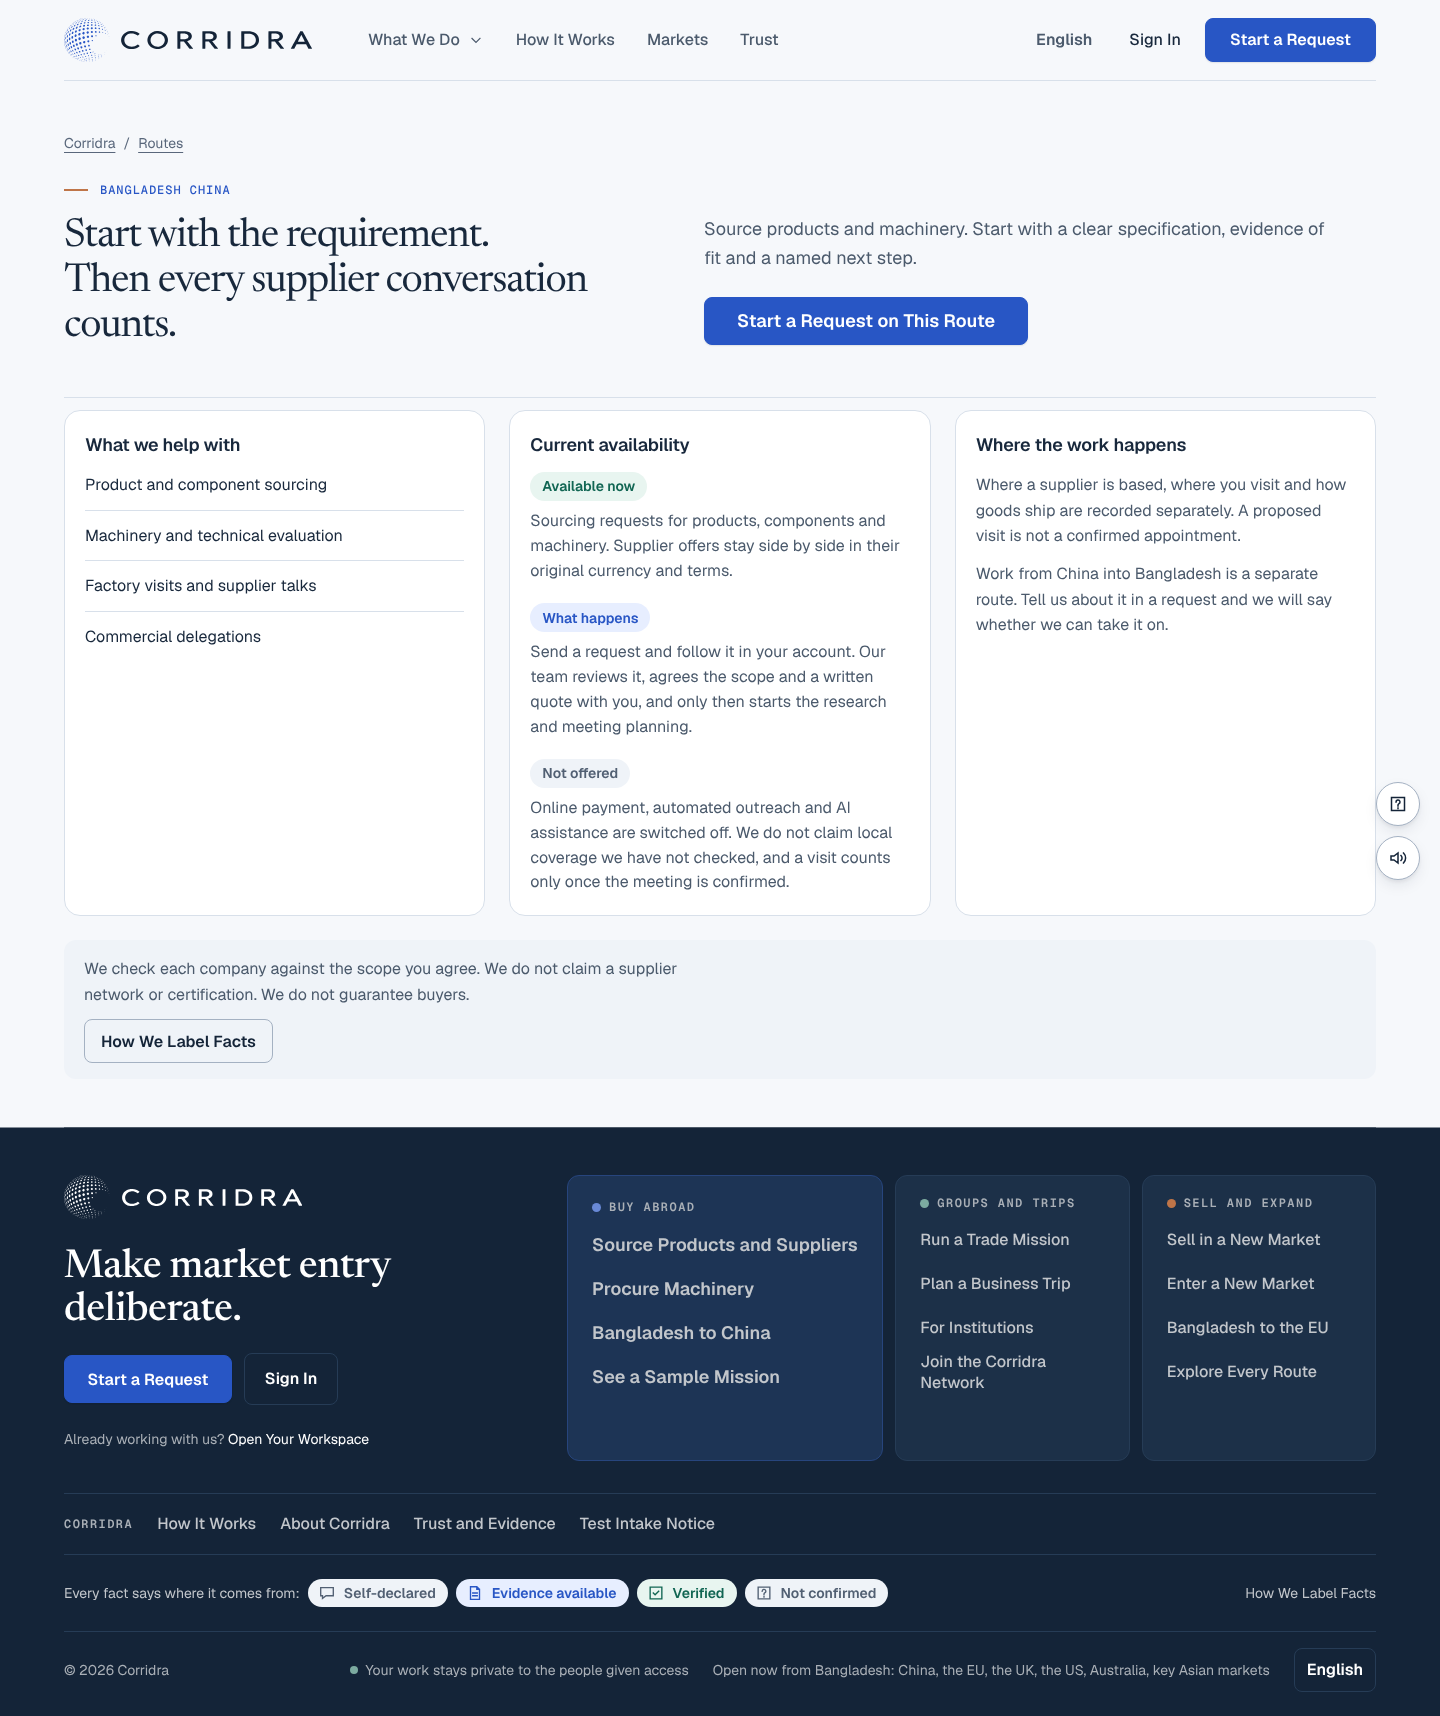 CORRIDRA
What We Do
How It Works
Markets
Trust
English
Sign In
Start a Request
Corridra / Routes
BANGLADESH CHINA
Start with the requirement.
Then every supplier conversation
counts.
Source products and machinery. Start with a clear specification, evidence of
fit and a named next step.
Start a Request on This Route
What we help with
Product and component sourcing
Machinery and technical evaluation
Factory visits and supplier talks
Commercial delegations
Current availability
Available now
Sourcing requests for products, components and
machinery. Supplier offers stay side by side in their
original currency and terms.
What happens
Send a request and follow it in your account. Our
team reviews it, agrees the scope and a written
quote with you, and only then starts the research
and meeting planning.
Not offered
Online payment, automated outreach and AI
assistance are switched off. We do not claim local
coverage we have not checked, and a visit counts
only once the meeting is confirmed.
Where the work happens
Where a supplier is based, where you visit and how
goods ship are recorded separately. A proposed
visit is not a confirmed appointment.
Work from China into Bangladesh is a separate
route. Tell us about it in a request and we will say
whether we can take it on.
We check each company against the scope you agree. We do not claim a supplier
network or certification. We do not guarantee buyers.
How We Label Facts
CORRIDRA
Make market entry
deliberate.
Start a Request
Sign In
Already working with us? Open Your Workspace
BUY ABROAD
Source Products and Suppliers
Procure Machinery
Bangladesh to China
See a Sample Mission
GROUPS AND TRIPS
Run a Trade Mission
Plan a Business Trip
For Institutions
Join the Corridra
Network
SELL AND EXPAND
Sell in a New Market
Enter a New Market
Bangladesh to the EU
Explore Every Route
CORRIDRA
How It Works
About Corridra
Trust and Evidence
Test Intake Notice
Every fact says where it comes from:
Self-declared
Evidence available
Verified
Not confirmed
How We Label Facts
© 2026 Corridra
Your work stays private to the people given access
Open now from Bangladesh: China, the EU, the UK, the US, Australia, key Asian markets
English